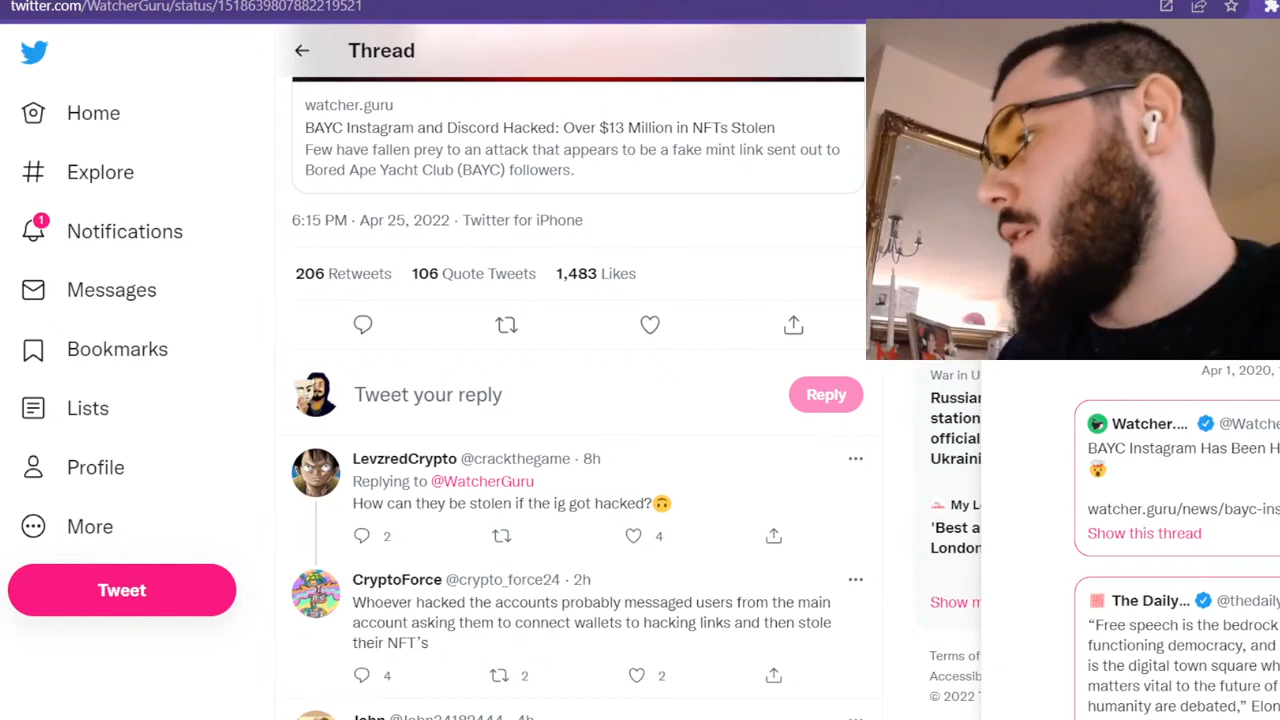 twitter.com/WatcherGuru/status/1518639807882219521
Thread
Home
Explore
1
Notifications
Messages
Bookmarks
Lists
Profile
More
Tweet
watcher.guru
BAYC Instagram and Discord Hacked: Over $13 Million in NFTs Stolen
Few have fallen prey to an attack that appears to be a fake mint link sent out to
Bored Ape Yacht Club (BAYC) followers.
6:15 PM · Apr 25, 2022 · Twitter for iPhone
206 Retweets 106 Quote Tweets 1,483 Likes
Tweet your reply
Reply
LevzredCrypto @crackthegame · 8h
Replying to @WatcherGuru
How can they be stolen if the ig got hacked?🙃
2 4
CryptoForce @crypto_force24 · 2h
Whoever hacked the accounts probably messaged users from the main
account asking them to connect wallets to hacking links and then stole
their NFT’s
4 2 2
War in U
Russian
station
official
Ukraini
My L
'Best a
London
Show m
Terms of
Accessib
© 2022
Apr 1, 2020,
Watcher.... @Watche
BAYC Instagram Has Been H
🤯
watcher.guru/news/bayc-ins
Show this thread
The Daily... @thedaily
“Free speech is the bedrock
functioning democracy, and
is the digital town square wh
matters vital to the future of
humanity are debated,” Elon